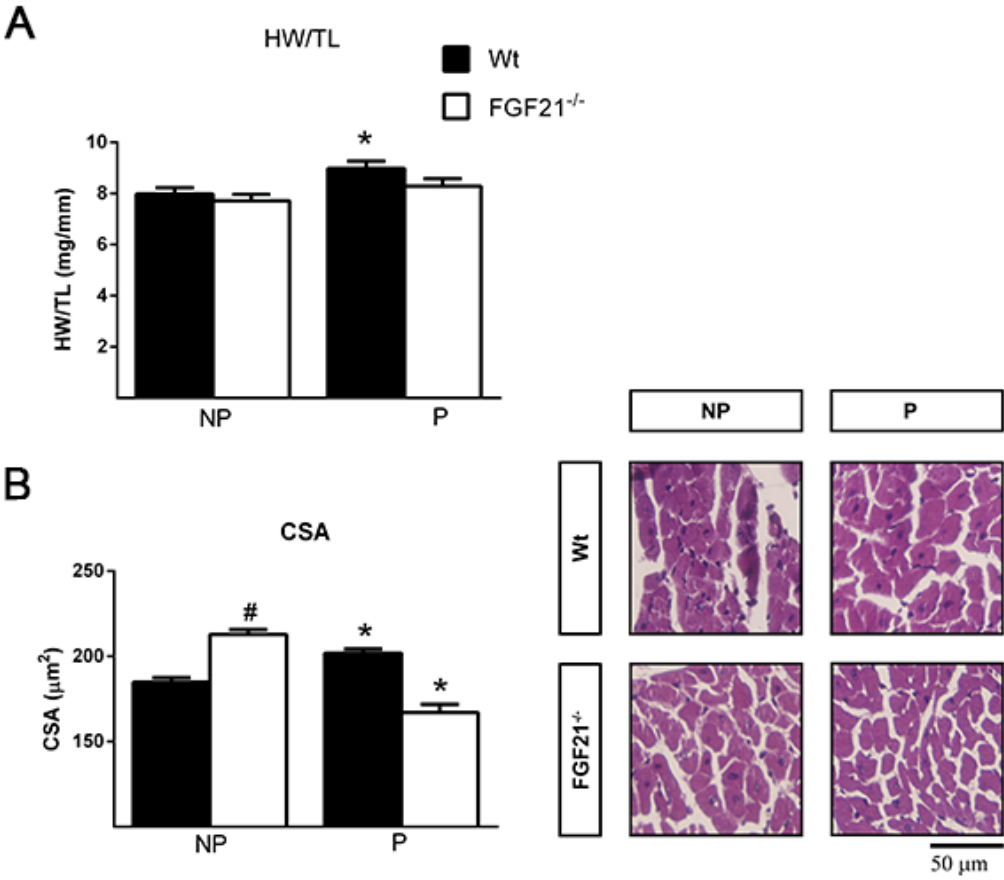 A
HW/TL
Wt
FGF21-/-
*
10
8
6
4
2
HW/TL (mg/mm)
NP P
B
CSA
250
200
150
CSA (μm2)
#
*
*
NP P
NP P
Wt
FGF21-/-
50 μm